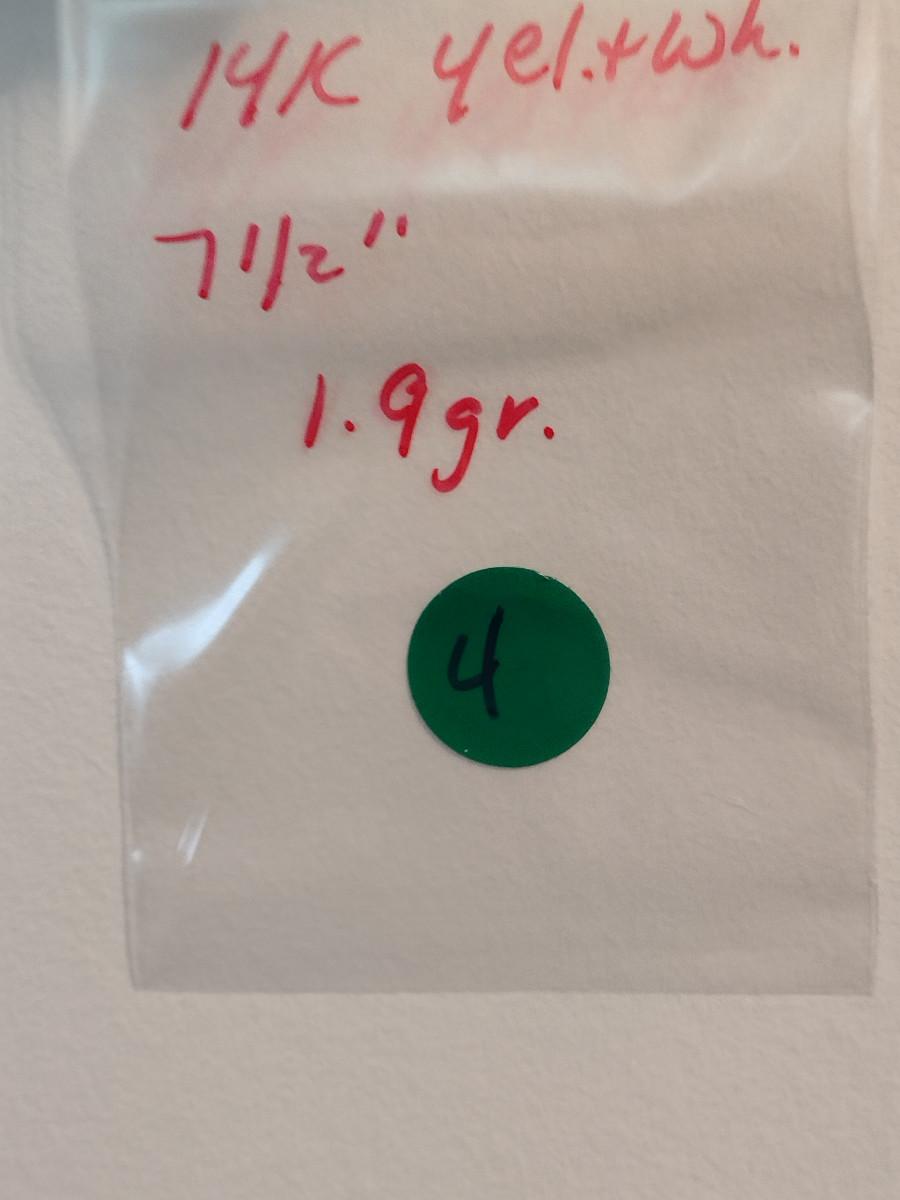 14K yel.+wh.
7 1/2"
1.9gr.
4